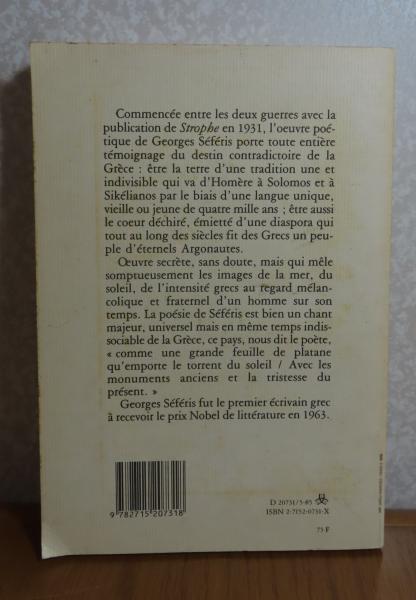 Commencée entre les deux guerres avec la
publication de Strophe en 1931, l'oeuvre poé-
tique de Georges Séféris porte toute entière
témoignage du destin contradictoire de la
Grèce : être la terre d'une tradition une et
indivisible qui va d'Homère à Solomos et à
Sikélianos par le biais d'une langue unique,
vieille ou jeune de quatre mille ans ; être aussi
le coeur déchiré, émietté d'une diaspora qui
tout au long des siècles fit des Grecs un peu-
ple d'éternels Argonautes.
Œuvre secrète, sans doute, mais qui mêle
somptueusement les images de la mer, du
soleil, de l'intensité grecs au regard mélan-
colique et fraternel d'un homme sur son
temps. La poésie de Séféris est bien un chant
majeur, universel mais en même temps indis-
sociable de la Grèce, ce pays, nous dit le poète,
« comme une grande feuille de platane
qu'emporte le torrent du soleil / Avec les
monuments anciens et la tristesse du
présent. »
Georges Séféris fut le premier écrivain grec
à recevoir le prix Nobel de littérature en 1963.
D 20731/5-85
ISBN 2-7152-0731-X
9 782715 207318
75 F